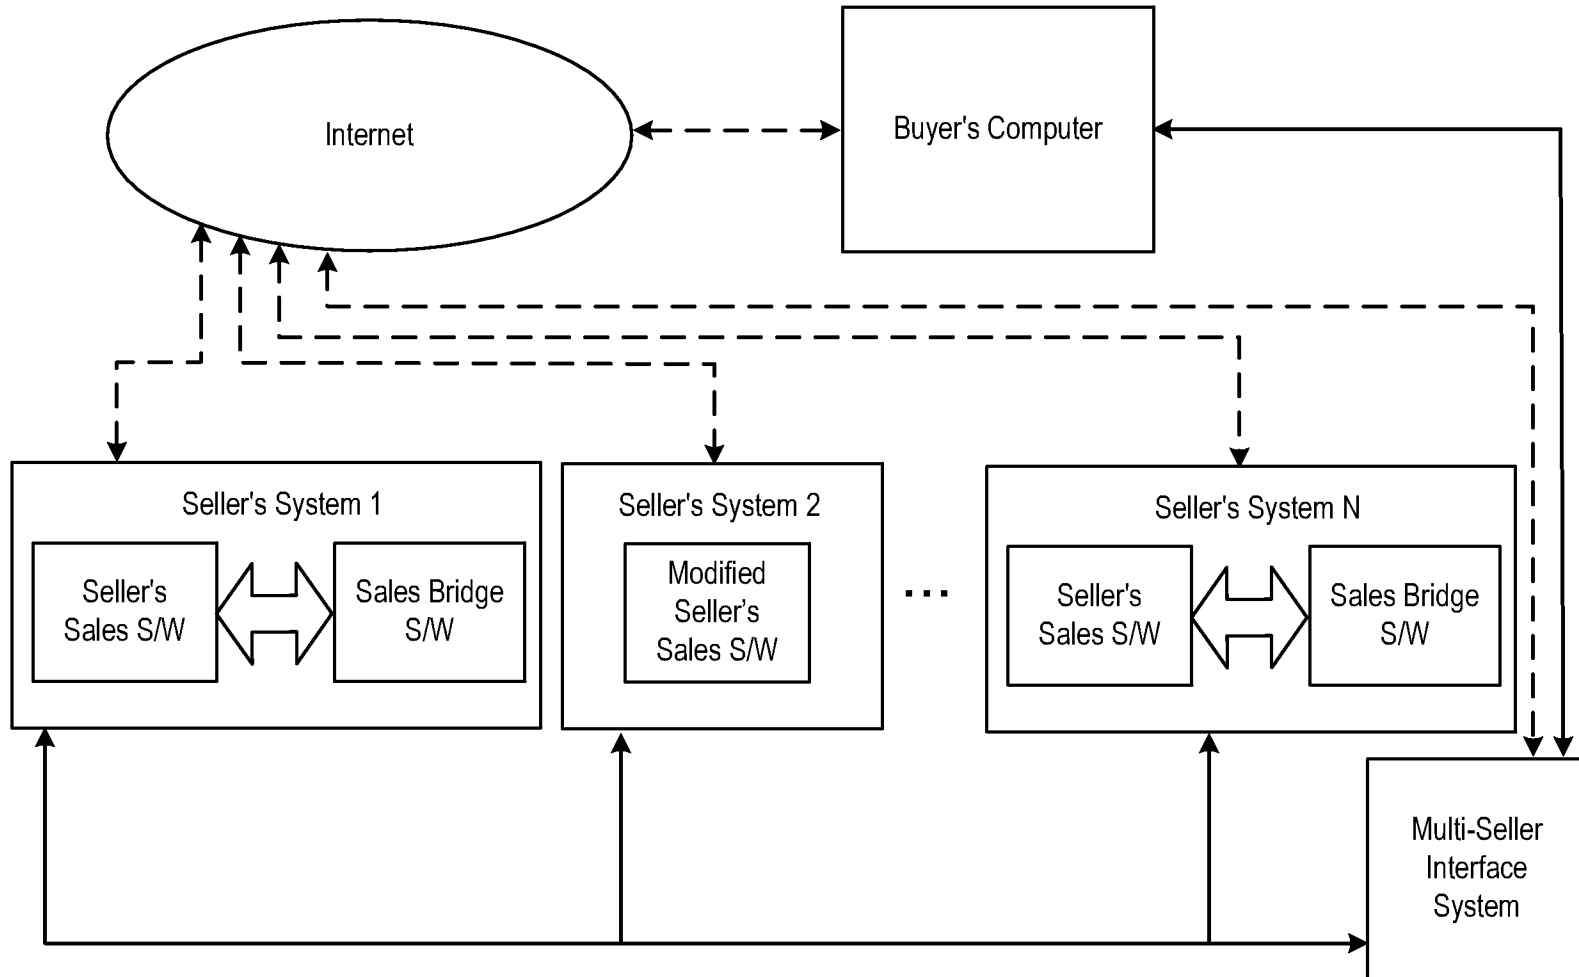 Internet
Buyer's Computer
Seller's System 1
Seller's
Sales S/W
Sales Bridge
S/W
Seller's System 2
Modified
Seller’s
Sales S/W
...
Seller's System N
Seller's
Sales S/W
Sales Bridge
S/W
Multi-Seller
Interface
System